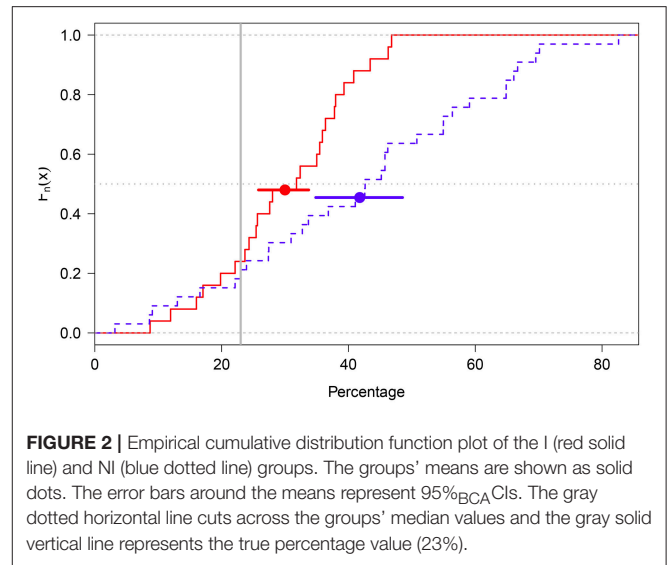 1.0
0.8
0.6
0.4
0.2
0.0
(x)
0 20 40 60 80
Percentage
FIGURE 2 | Empirical cumulative distribution function plot of the I (red solid
line) and NI (blue dotted line) groups. The groups' means are shown as solid
dots. The error bars around the means represent 95%BCACIs. The gray
dotted horizontal line cuts across the groups' median values and the gray solid
vertical line represents the true percentage value (23%).